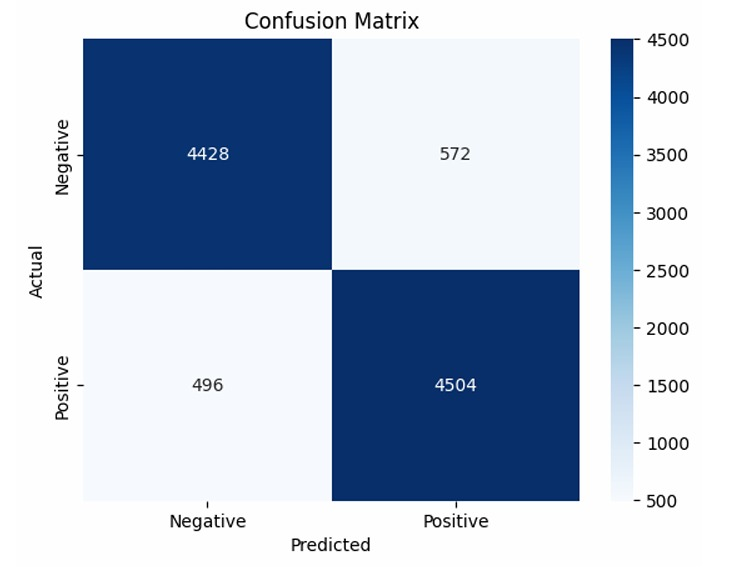 Confusion Matrix
Negative
4428
572
Actual
Positive
496
4504
Negative
Positive
Predicted
4500
4000
3500
3000
2500
2000
1500
1000
500